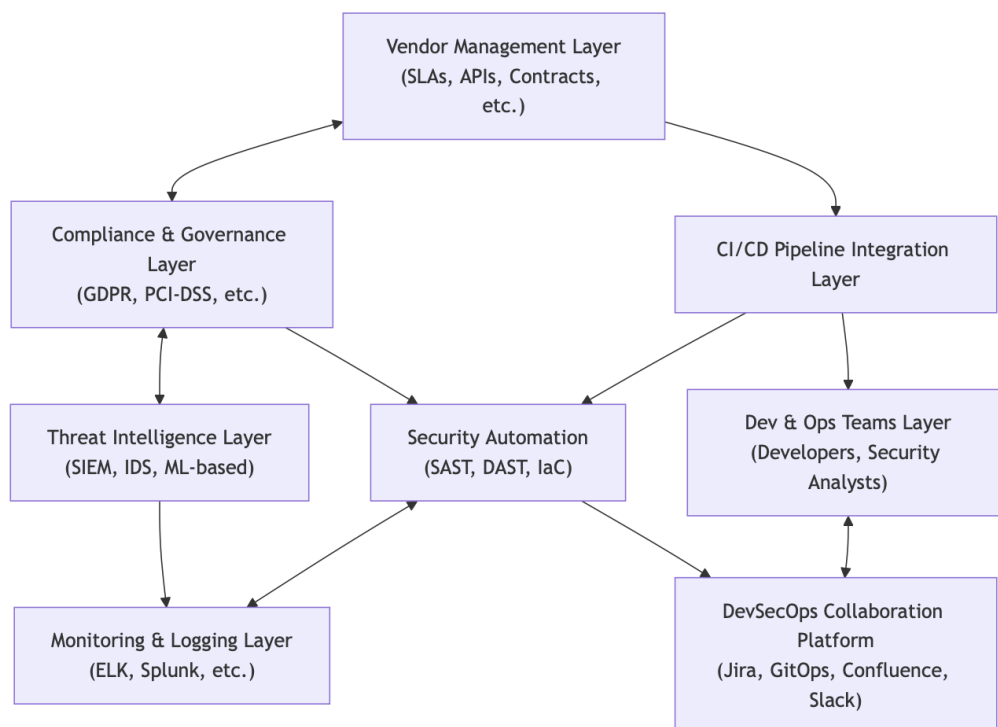 Vendor Management Layer
(SLAs, APIs, Contracts,
etc.)
Compliance & Governance
Layer
(GDPR, PCI-DSS, etc.)
CI/CD Pipeline Integration
Layer
Threat Intelligence Layer
(SIEM, IDS, ML-based)
Security Automation
(SAST, DAST, IaC)
Dev & Ops Teams Layer
(Developers, Security
Analysts)
Monitoring & Logging Layer
(ELK, Splunk, etc.)
DevSecOps Collaboration
Platform
(Jira, GitOps, Confluence,
Slack)